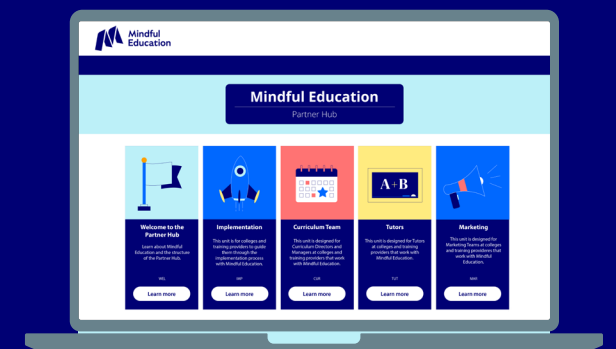 Mindful
Education
Mindful Education
Partner Hub
A+B
Welcome to the
Partner Hub
Learn about Mindful
Education and the structure
of the Partner Hub.
WEL
Learn more
Implementation
This unit is for colleges and
training providers to guide
them through the
implementation process
with Mindful Education.
IMP
Learn more
Curriculum Team
This unit is designed for
Curriculum Directors and
Managers at colleges and
training providers that work
with Mindful Education.
CUR
Learn more
Tutors
This unit is designed for Tutors
at colleges and training
providers that work with
Mindful Education.
TUT
Learn more
Marketing
This unit is designed for
Marketing Teams at colleges
and training providers that
work with Mindful
Education.
MAR
Learn more